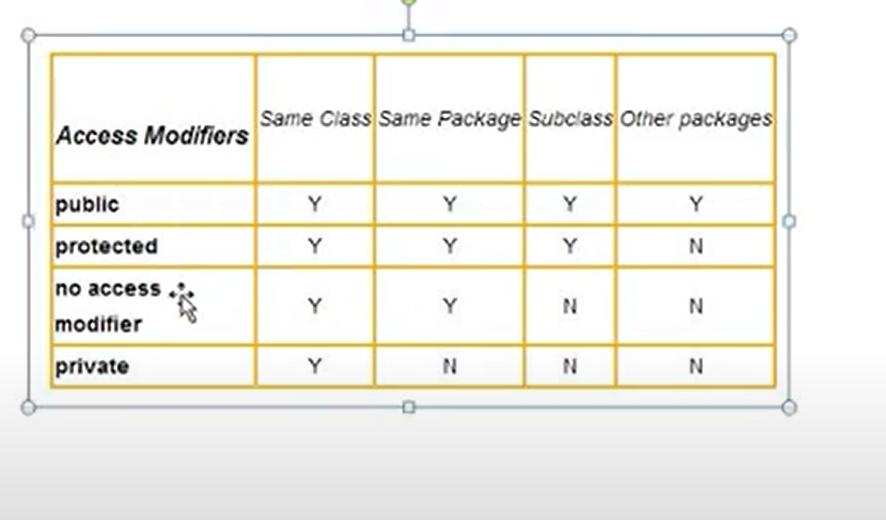 Access Modifiers Same Class Same Package Subclass Other packages
public Y Y Y Y
protected Y Y Y N
no access
modifier Y Y N N
private Y N N N